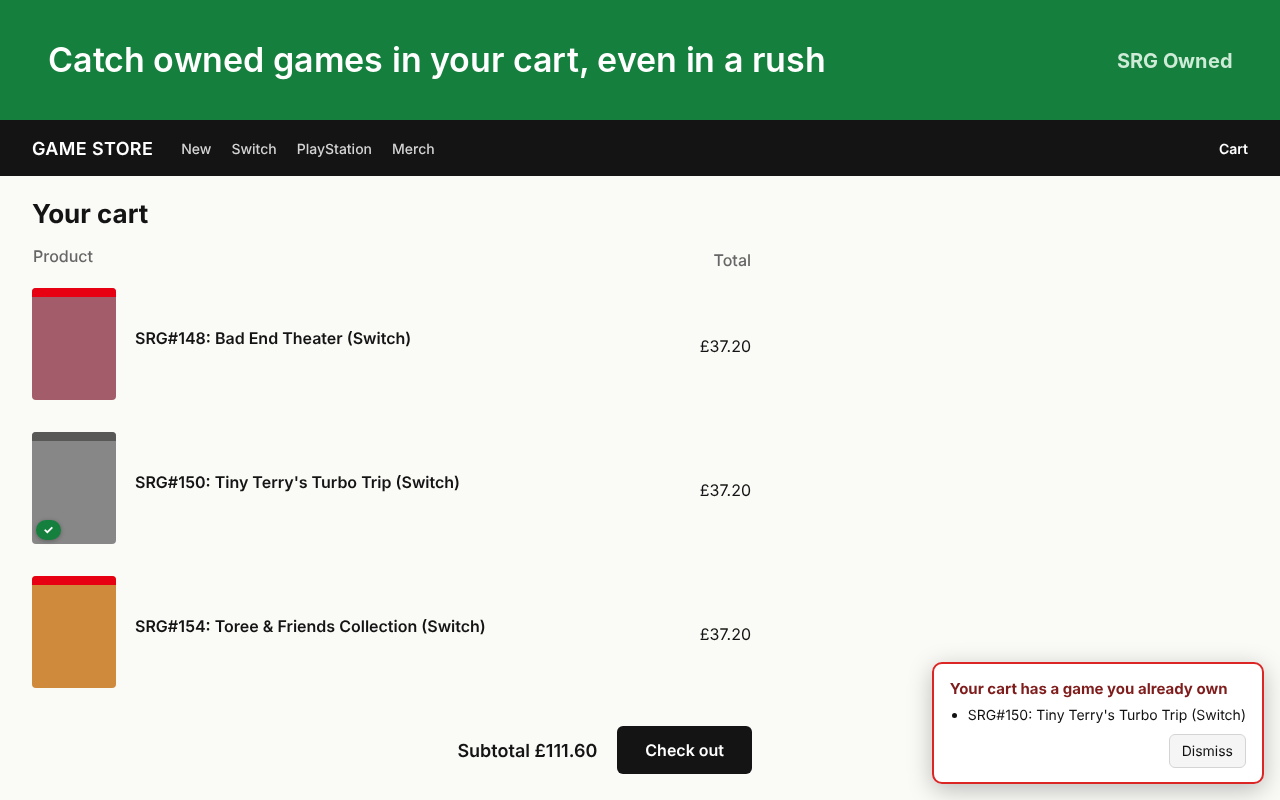 Catch owned games in your cart, even in a rush
SRG Owned
GAME STORE New Switch PlayStation Merch Cart
Your cart
Product Total
SRG#148: Bad End Theater (Switch) £37.20
SRG#150: Tiny Terry's Turbo Trip (Switch) £37.20
SRG#154: Toree & Friends Collection (Switch) £37.20
Subtotal £111.60 Check out
Your cart has a game you already own
• SRG#150: Tiny Terry's Turbo Trip (Switch)
Dismiss